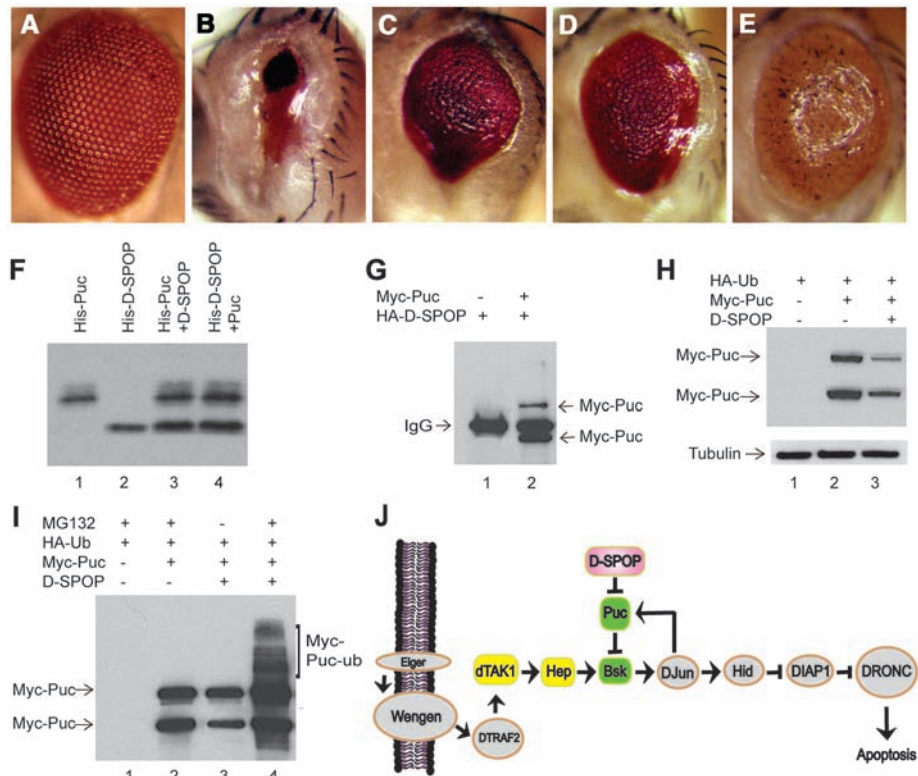 A B C D E
F
His-Puc
His-D-SPOP
His-Puc
+D-SPOP
His-D-SPOP
+Puc
1 2 3 4
G
Myc-Puc - +
HA-D-SPOP + +
IgG
Myc-Puc
Myc-Puc
1 2
H
HA-Ub + + +
Myc-Puc - + +
D-SPOP - - +
Myc-Puc
Myc-Puc
Tubulin
1 2 3
I
MG132 + + - +
HA-Ub + + + +
Myc-Puc - + + +
D-SPOP - - + +
Myc-
Puc-ub
Myc-Puc
Myc-Puc
1 2 3 4
J
D-SPOP
Puc
Eiger
dTAK1 Hep Bsk DJun Hid DIAP1 DRONC
Wengen
DTRAF2
Apoptosis